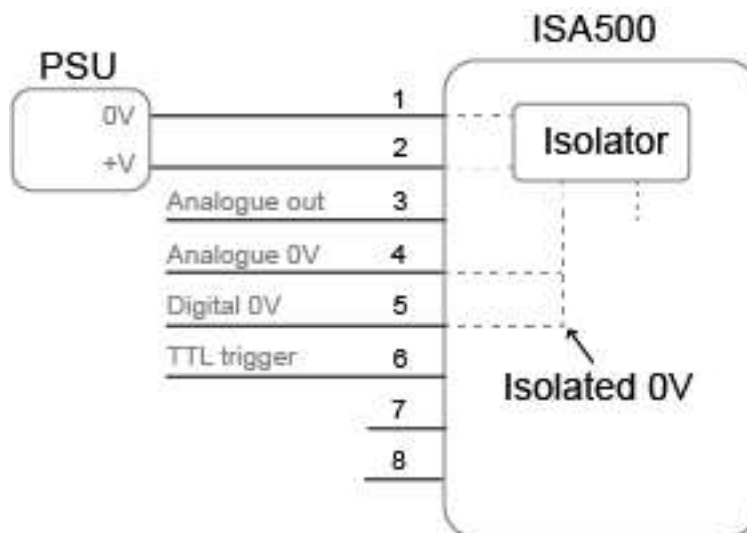 ISA500
PSU
0V
1
Isolator
+V
2
Analogue out
3
Analogue 0V
4
Digital 0V
5
TTL trigger
6
Isolated 0V
7
8